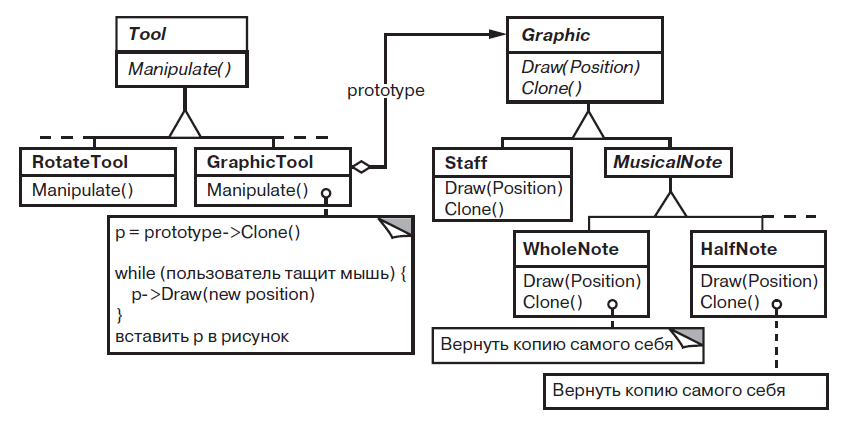 Tool
Manipulate()
Graphic
Draw(Position)
Clone()
prototype
RotateTool
Manipulate()
GraphicTool
Manipulate()
Staff
Draw(Position)
Clone()
MusicalNote
p = prototype->Clone()
while (пользователь тащит мышь) {
p->Draw(new position)
}
вставить p в рисунок
WholeNote
Draw(Position)
Clone()
HalfNote
Draw(Position)
Clone()
Вернуть копию самого себя
Вернуть копию самого себя